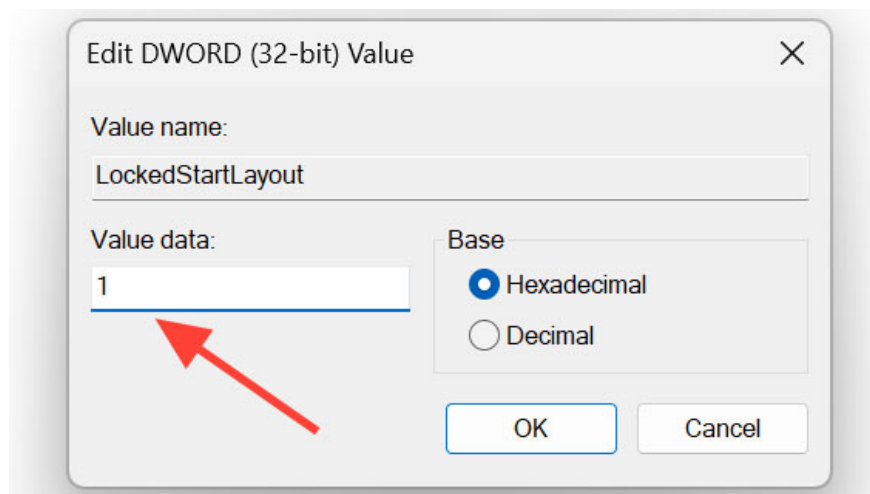 Edit DWORD (32-bit) Value
Value name:
LockedStartLayout
Value data:
1
Base
Hexadecimal
Decimal
OK
Cancel